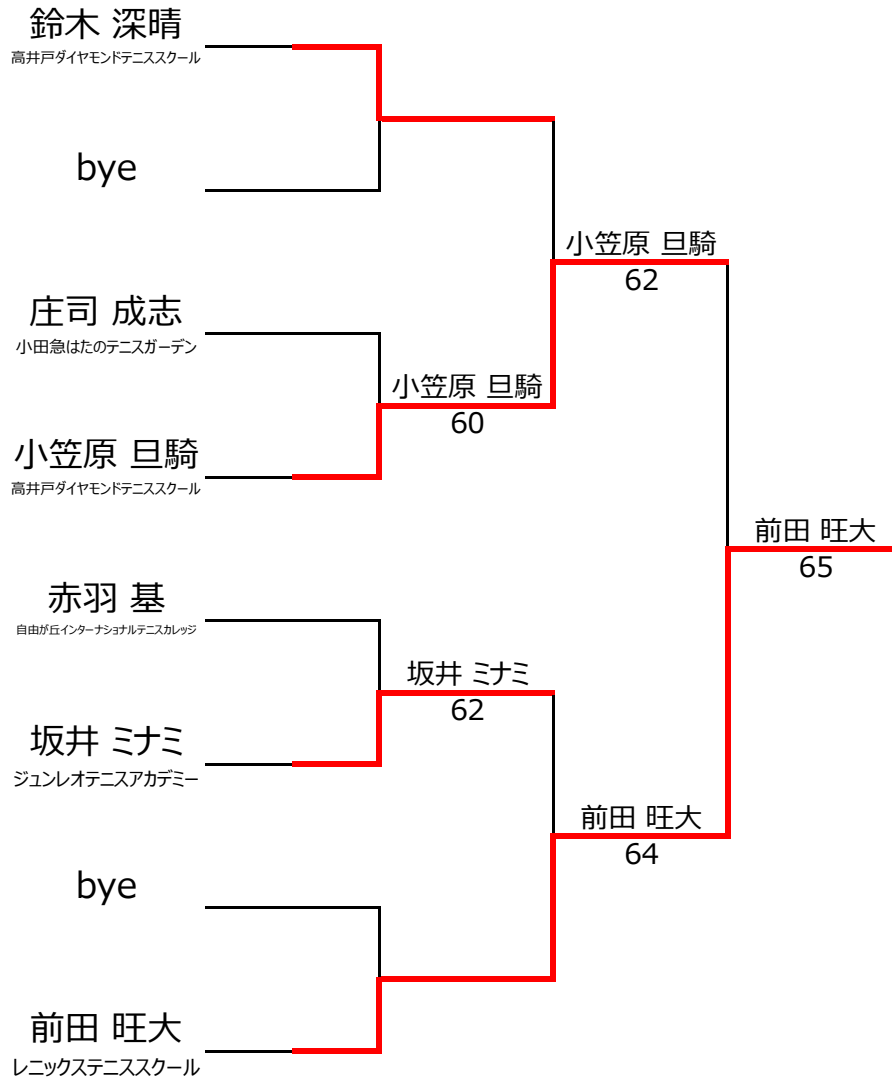 鈴木 深晴
高井戸ダイヤモンドテニススクール
bye
小笠原 旦騎
62
庄司 成志
小田急はたのテニスガーデン
小笠原 旦騎
60
小笠原 旦騎
高井戸ダイヤモンドテニススクール
前田 旺大
65
赤羽 基
自由が丘インターナショナルテニスカレッジ
坂井 ミナミ
62
坂井 ミナミ
ジュンレオテニスアカデミー
前田 旺大
64
bye
前田 旺大
レニックステニススクール